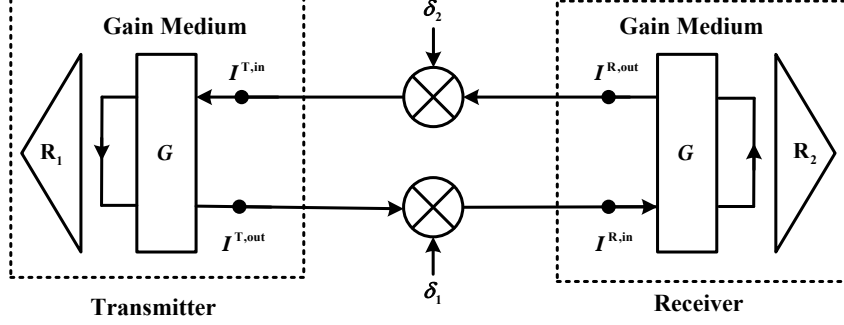 Gain Medium
δ₂
Gain Medium
I^T,in
I^R,out
R₁
G
G
R₂
I^T,out
I^R,in
δ₁
Transmitter
Receiver